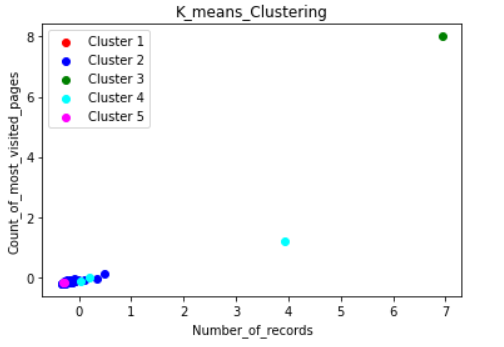 K_means_Clustering
Cluster 1
Cluster 2
Cluster 3
Cluster 4
Cluster 5
Count_of_most_visited_pages
8
6
4
2
0
0 1 2 3 4 5 6 7
Number_of_records